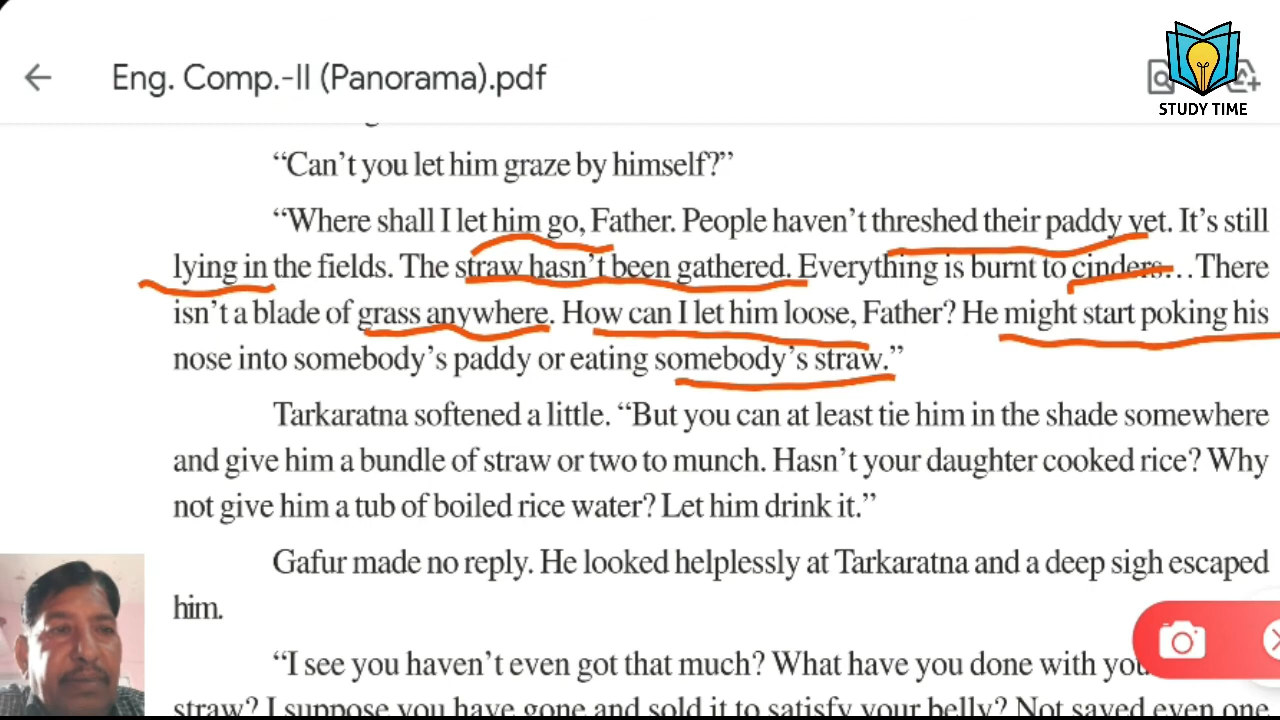 Eng. Comp.-II (Panorama).pdf
STUDY TIME
“Can’t you let him graze by himself?”
“Where shall I let him go, Father. People haven’t threshed their paddy yet. It’s still
lying in the fields. The straw hasn’t been gathered. Everything is burnt to cinders...There
isn’t a blade of grass anywhere. How can I let him loose, Father? He might start poking his
nose into somebody’s paddy or eating somebody’s straw.”
Tarkaratna softened a little. “But you can at least tie him in the shade somewhere
and give him a bundle of straw or two to munch. Hasn’t your daughter cooked rice? Why
not give him a tub of boiled rice water? Let him drink it.”
Gafur made no reply. He looked helplessly at Tarkaratna and a deep sigh escaped
him.
“I see you haven’t even got that much? What have you done with
straw? I suppose you have gone and sold it to satisfy your belly? Not saved even one